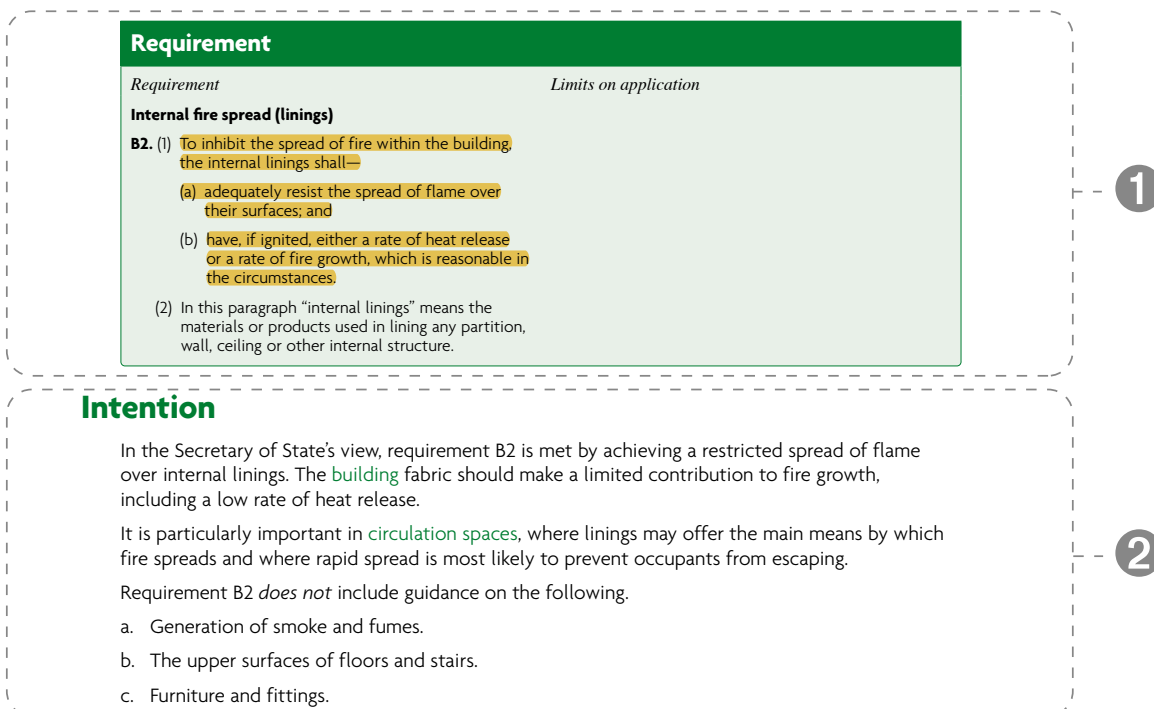 Requirement
Requirement Limits on application
Internal fire spread (linings)
B2. (1) To inhibit the spread of fire within the building,
the internal linings shall—
(a) adequately resist the spread of flame over
their surfaces; and
(b) have, if ignited, either a rate of heat release
or a rate of fire growth, which is reasonable in
the circumstances.
(2) In this paragraph “internal linings” means the
materials or products used in lining any partition,
wall, ceiling or other internal structure.
1
Intention
In the Secretary of State’s view, requirement B2 is met by achieving a restricted spread of flame
over internal linings. The building fabric should make a limited contribution to fire growth,
including a low rate of heat release.
It is particularly important in circulation spaces, where linings may offer the main means by which
fire spreads and where rapid spread is most likely to prevent occupants from escaping.
Requirement B2 does not include guidance on the following.
a. Generation of smoke and fumes.
b. The upper surfaces of floors and stairs.
c. Furniture and fittings.
2